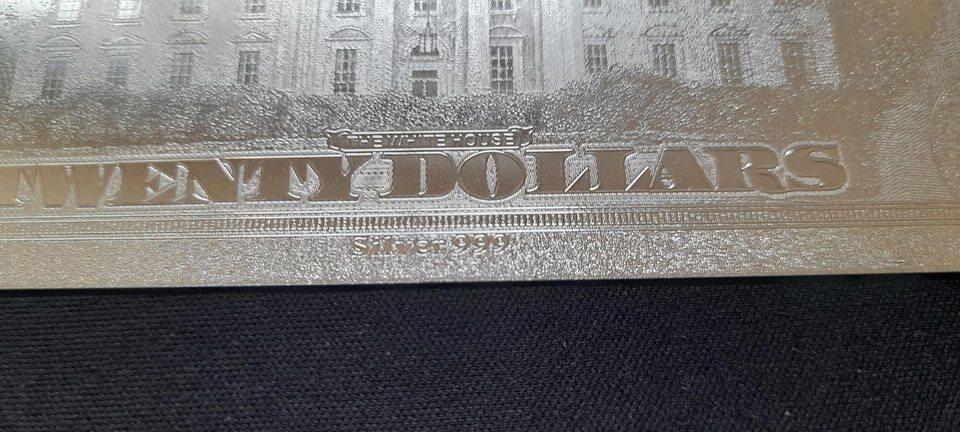 THE WHITE HOUSE
TWENTY DOLLARS
Silver 999